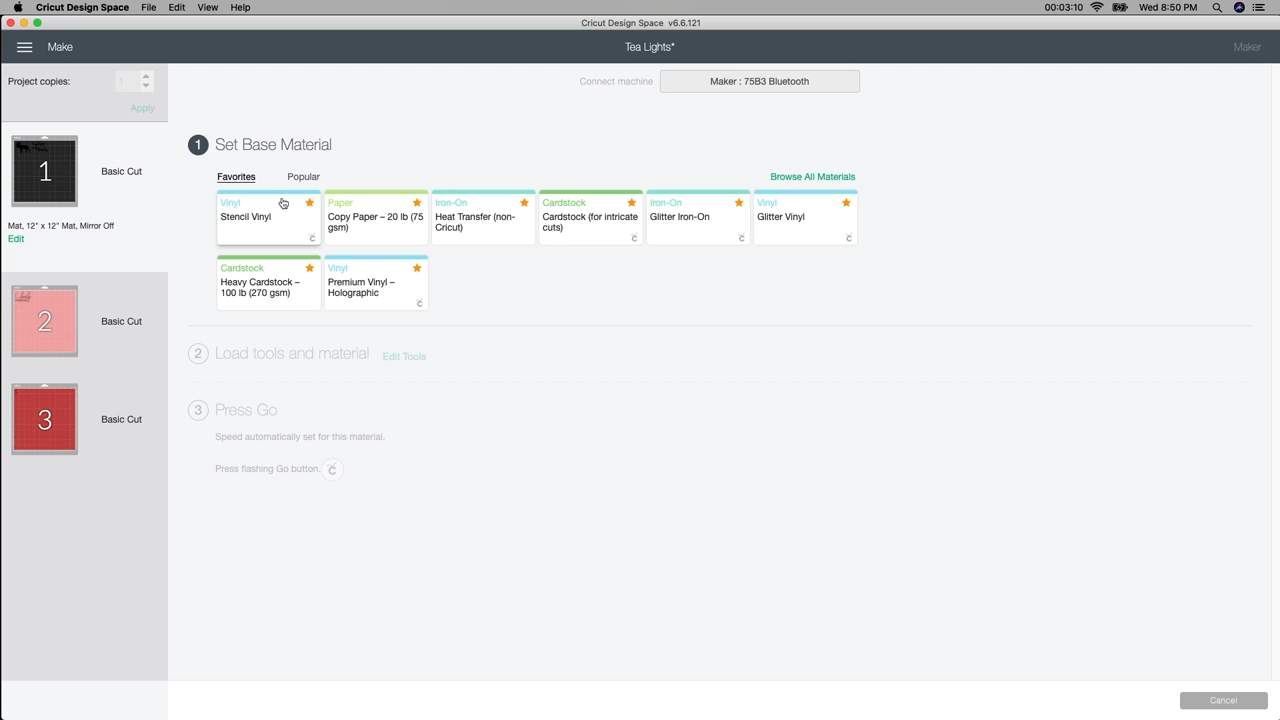 Cricut Design Space File Edit View Help 00:03:10 Wed 8:50 PM
Cricut Design Space v6.6.121
Make Tea Lights* Maker
Project copies: 1
Apply
Connect machine Maker : 75B3 Bluetooth
1 Basic Cut
Mat, 12" x 12" Mat, Mirror Off
Edit
2 Basic Cut
3 Basic Cut
1 Set Base Material
Favorites Popular Browse All Materials
Vinyl
Stencil Vinyl
Paper
Copy Paper – 20 lb (75
gsm)
Iron-On
Heat Transfer (non-
Cricut)
Cardstock
Cardstock (for intricate
cuts)
Iron-On
Glitter Iron-On
Vinyl
Glitter Vinyl
Cardstock
Heavy Cardstock –
100 lb (270 gsm)
Vinyl
Premium Vinyl –
Holographic
2 Load tools and material Edit Tools
3 Press Go
Speed automatically set for this material.
Press flashing Go button.
Cancel